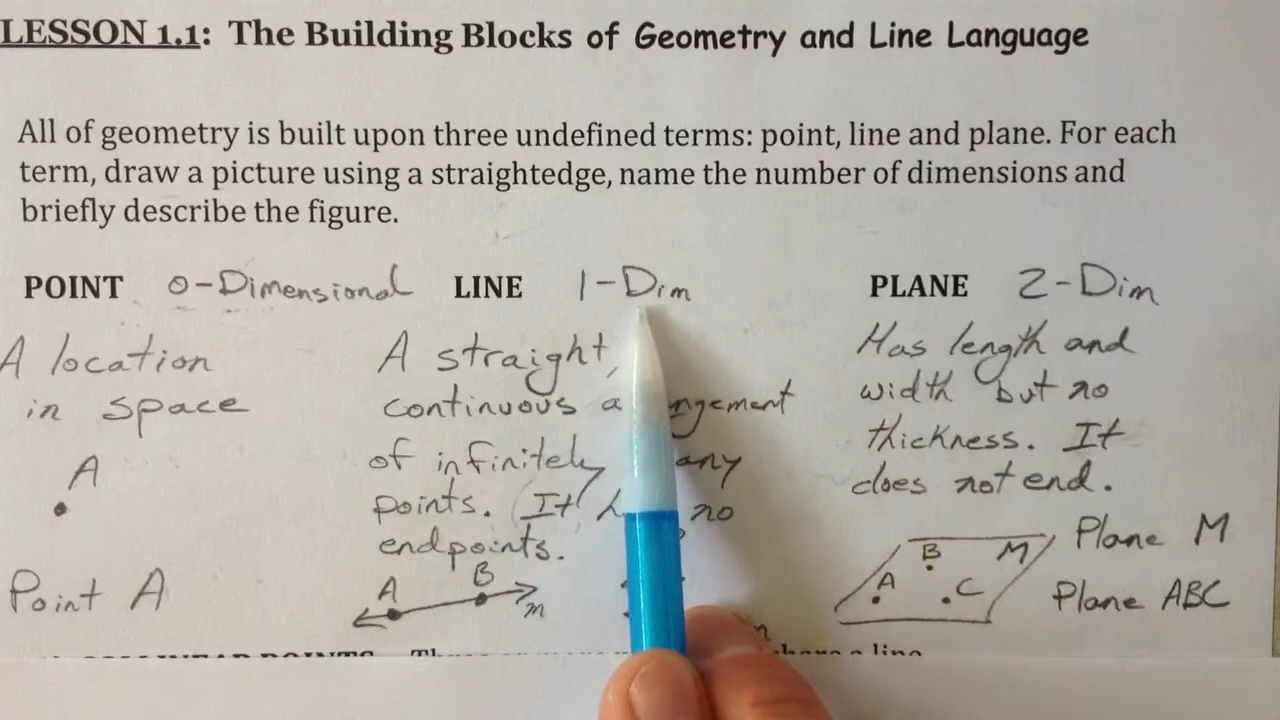 LESSON 1.1: The Building Blocks of Geometry and Line Language
All of geometry is built upon three undefined terms: point, line and plane. For each
term, draw a picture using a straightedge, name the number of dimensions and
briefly describe the figure.
POINT 0-Dimensional
A location
in space
A
Point A
LINE 1-Dim
A straight,
continuous
of infinitely
points. It no
endpoints.
A B m
PLANE 2-Dim
Has length and
width but no
thickness. It
does not end.
B M
A C
Plane M
Plane ABC